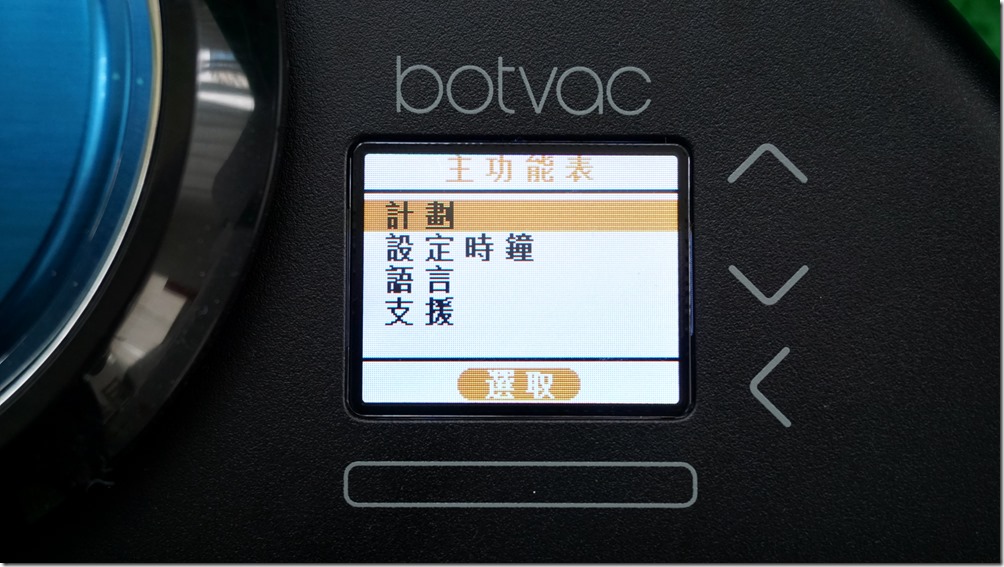 botvac
主功能表
計劃
設定時鐘
語言
支援
選取